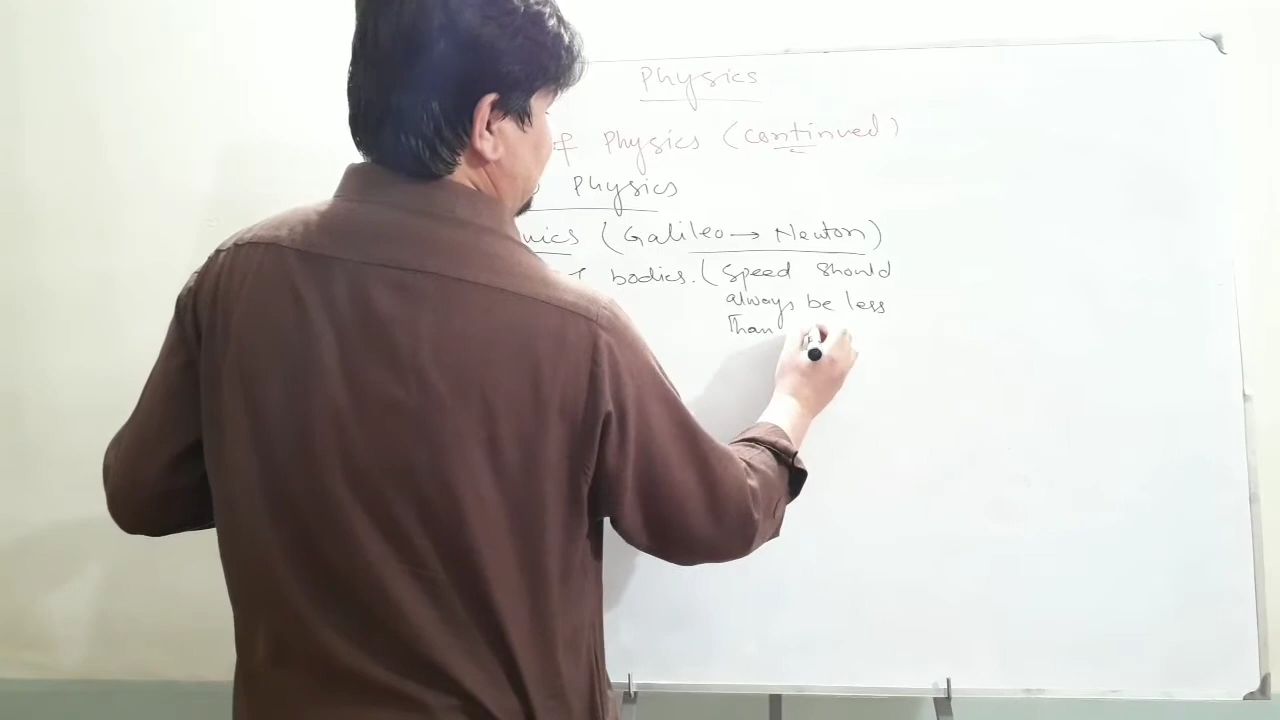 Physics
of Physics (continued)
Physics
nics (Galileo → Newton)
bodies. (Speed should
always be less
Than